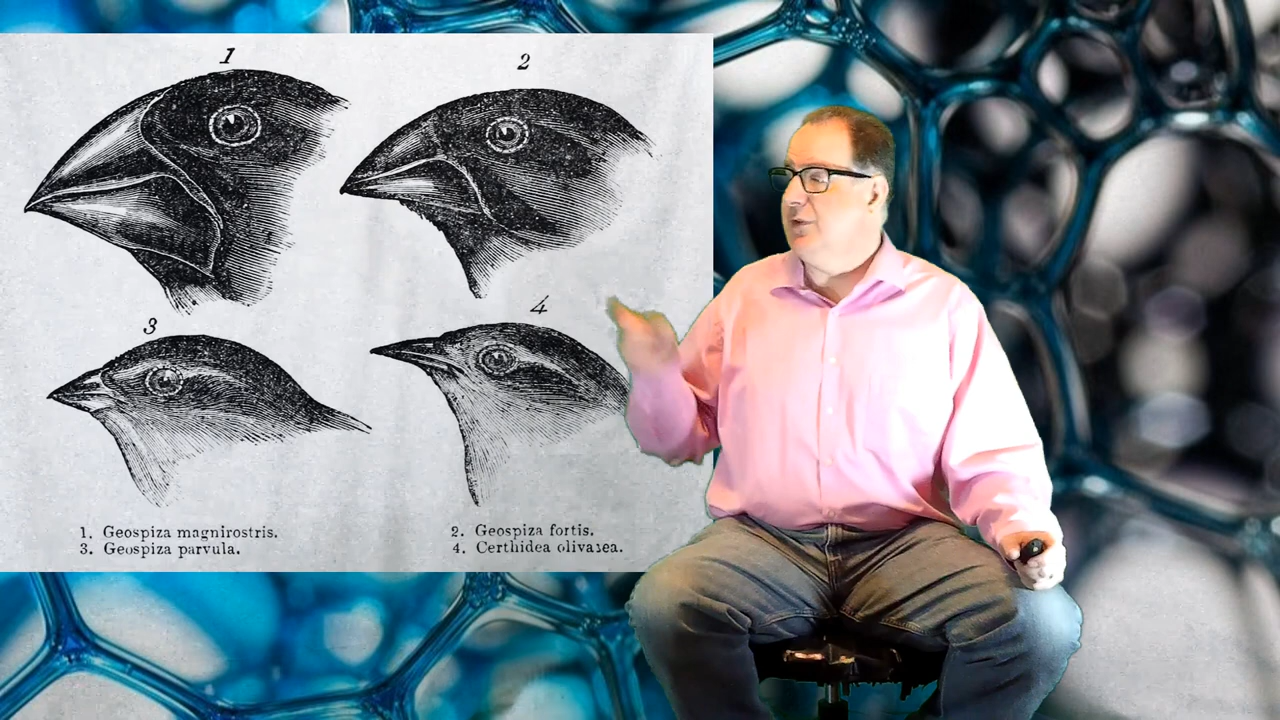 1
2
3
4
1. Geospiza magnirostris.
2. Geospiza fortis.
3. Geospiza parvula.
4. Certhidea olivasea.